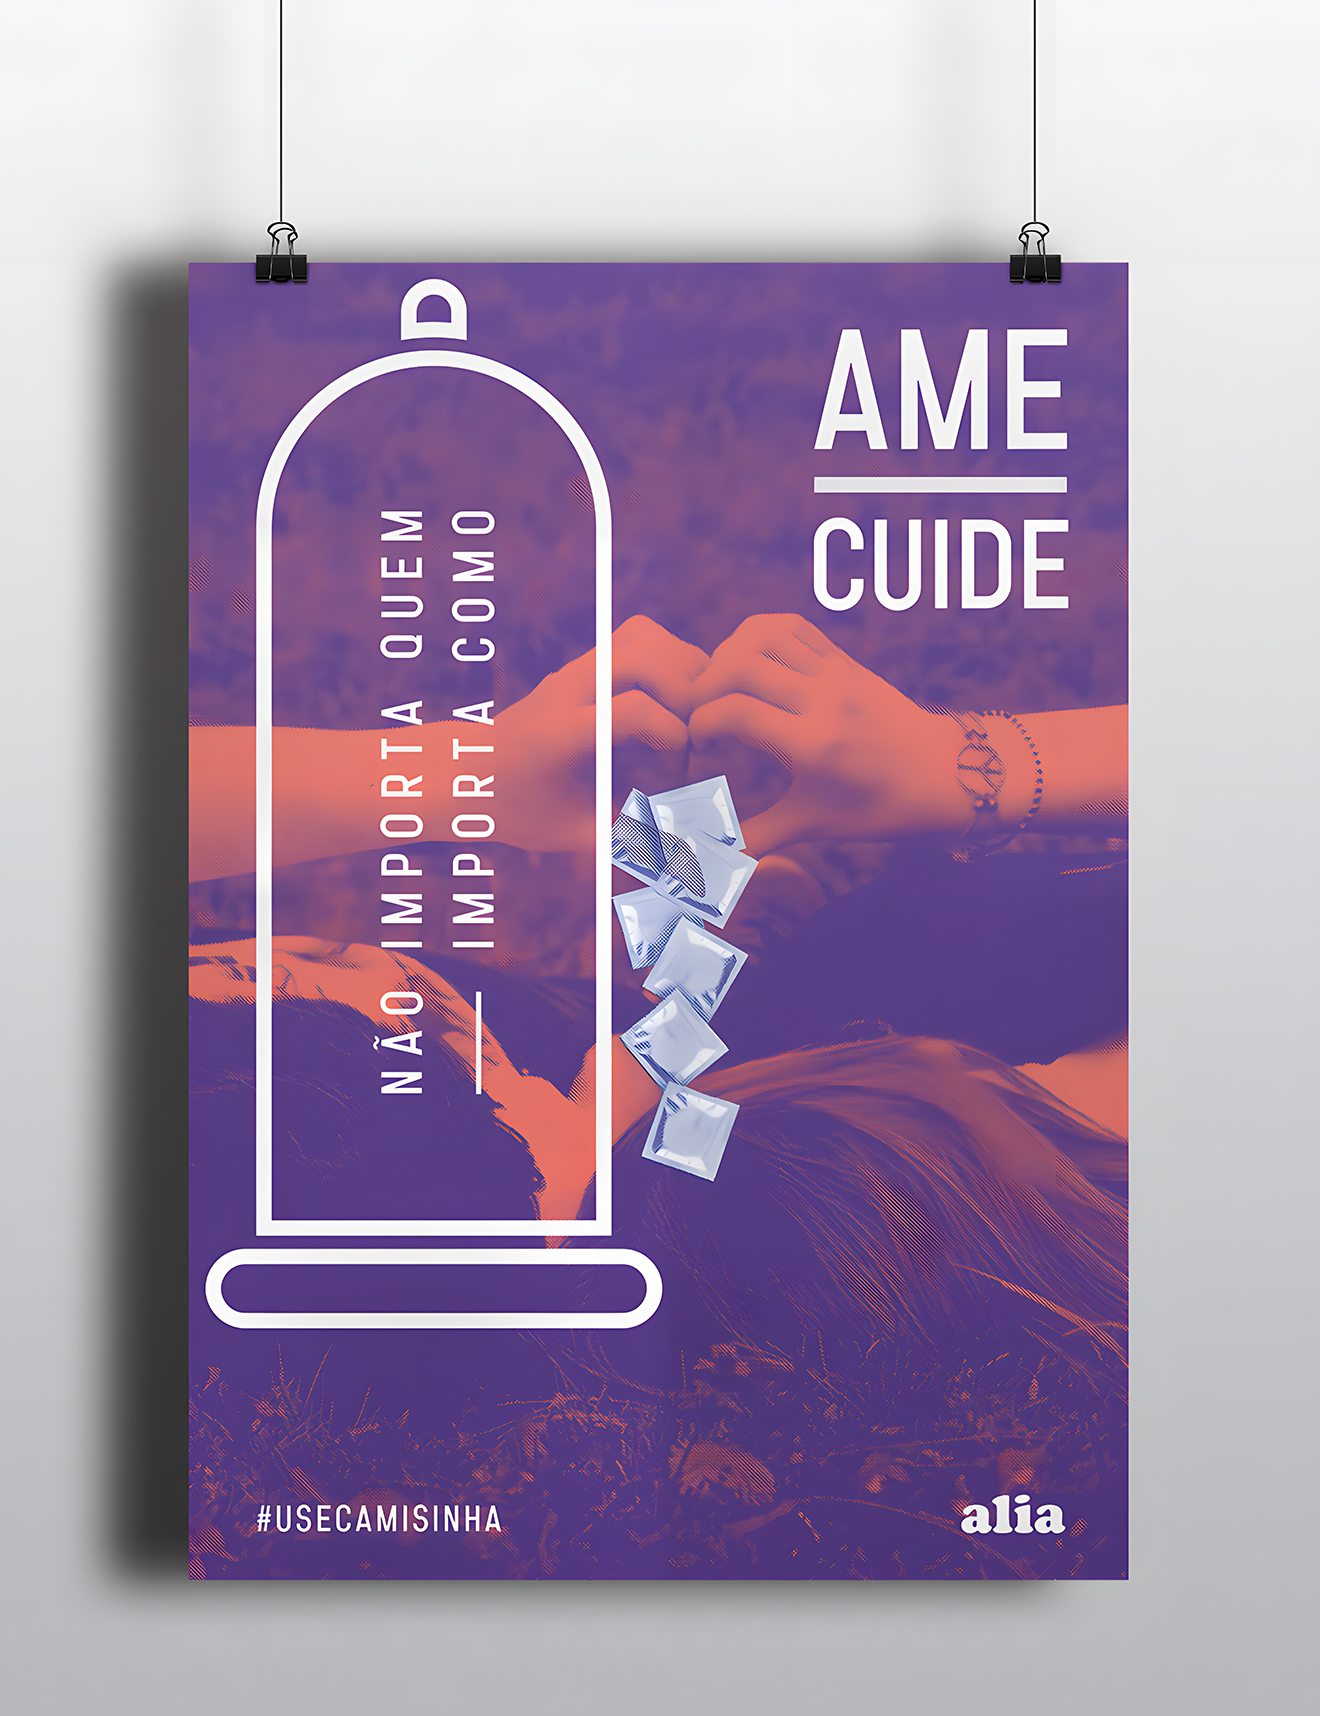 AME
CUIDE
NÃO IMPORTA QUEM
IMPORTA COMO
#USECAMISINHA
alia